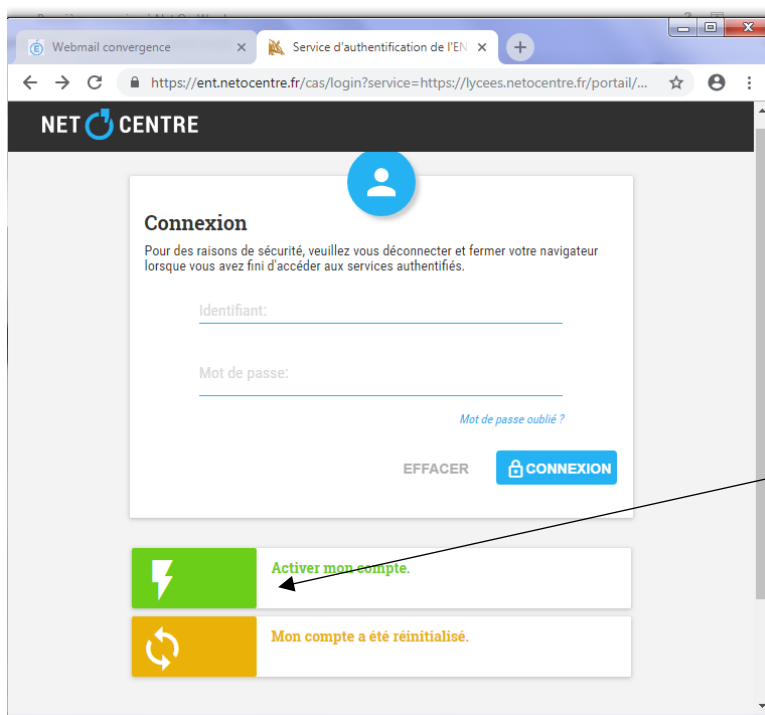 Webmail convergence
Service d'authentification de l'EN
https://ent.netocentre.fr/cas/login?service=https://lycees.netocentre.fr/portail/...
NET CENTRE
Connexion
Pour des raisons de sécurité, veuillez vous déconnecter et fermer votre navigateur
lorsque vous avez fini d'accéder aux services authentifiés.
Identifiant:
Mot de passe:
Mot de passe oublié ?
EFFACER CONNEXION
Activer mon compte.
Mon compte a été réinitialisé.